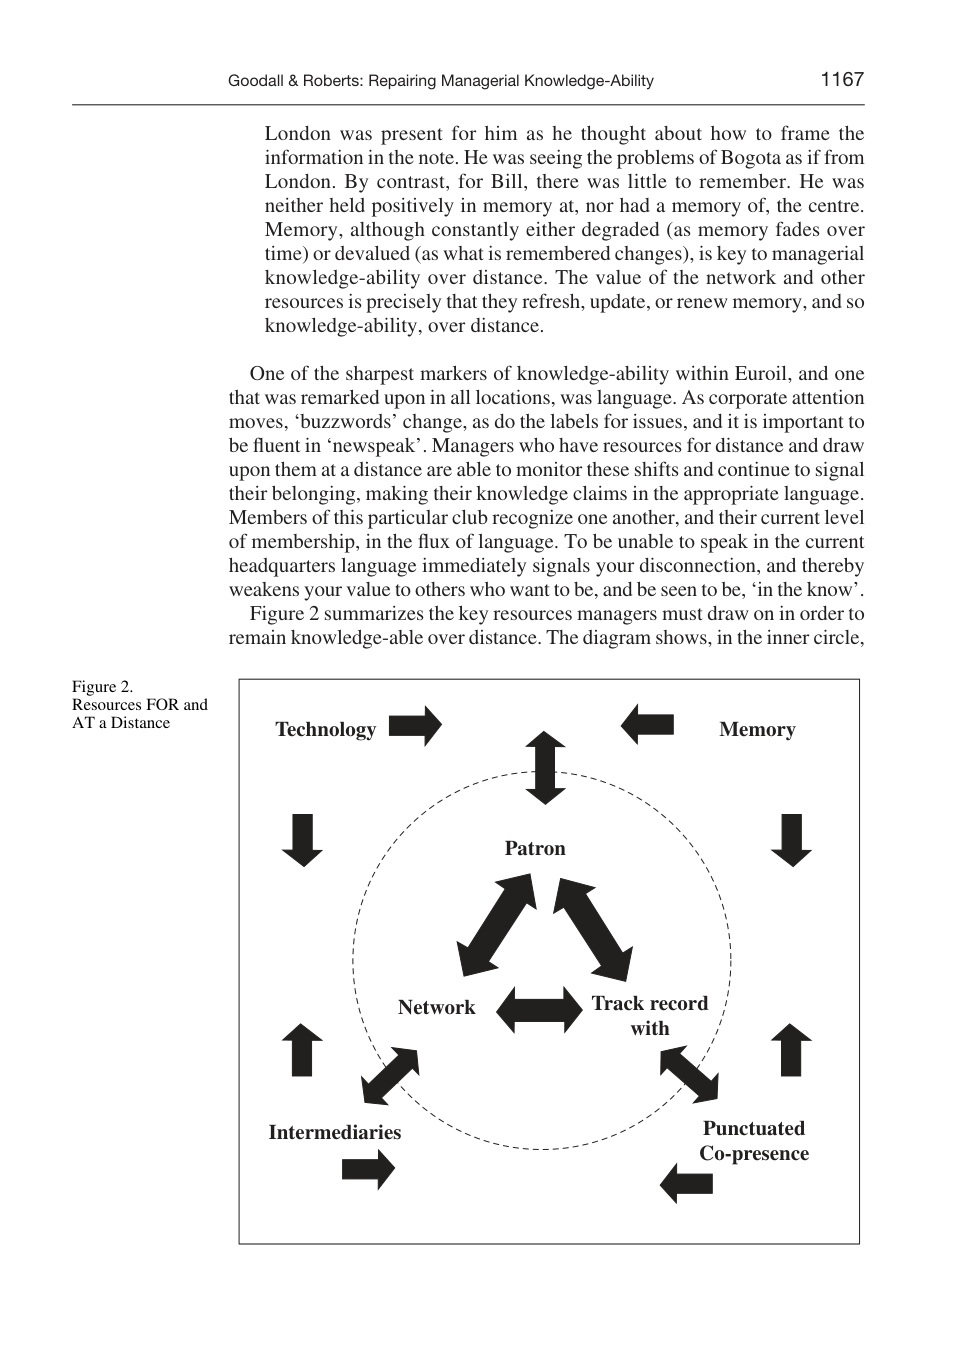 Goodall & Roberts: Repairing Managerial Knowledge-Ability 1167
London was present for him as he thought about how to frame the
information in the note. He was seeing the problems of Bogota as if from
London. By contrast, for Bill, there was little to remember. He was
neither held positively in memory at, nor had a memory of, the centre.
Memory, although constantly either degraded (as memory fades over
time) or devalued (as what is remembered changes), is key to managerial
knowledge-ability over distance. The value of the network and other
resources is precisely that they refresh, update, or renew memory, and so
knowledge-ability, over distance.
One of the sharpest markers of knowledge-ability within Euroil, and one
that was remarked upon in all locations, was language. As corporate attention
moves, ‘buzzwords’ change, as do the labels for issues, and it is important to
be fluent in ‘newspeak’. Managers who have resources for distance and draw
upon them at a distance are able to monitor these shifts and continue to signal
their belonging, making their knowledge claims in the appropriate language.
Members of this particular club recognize one another, and their current level
of membership, in the flux of language. To be unable to speak in the current
headquarters language immediately signals your disconnection, and thereby
weakens your value to others who want to be, and be seen to be, ‘in the know’.
Figure 2 summarizes the key resources managers must draw on in order to
remain knowledge-able over distance. The diagram shows, in the inner circle,
Figure 2.
Resources FOR and
AT a Distance
Technology
Memory
Patron
Network
Track record
with
Intermediaries
Punctuated
Co-presence